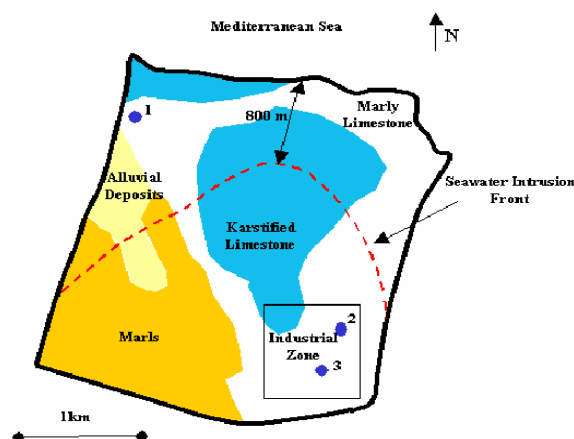 Mediterranean Sea
N
1
800 m
Marly
Limestone
Alluvial
Deposits
Seawater Intrusion
Front
Karstified
Limestone
Marls
2
Industrial
Zone
3
1km